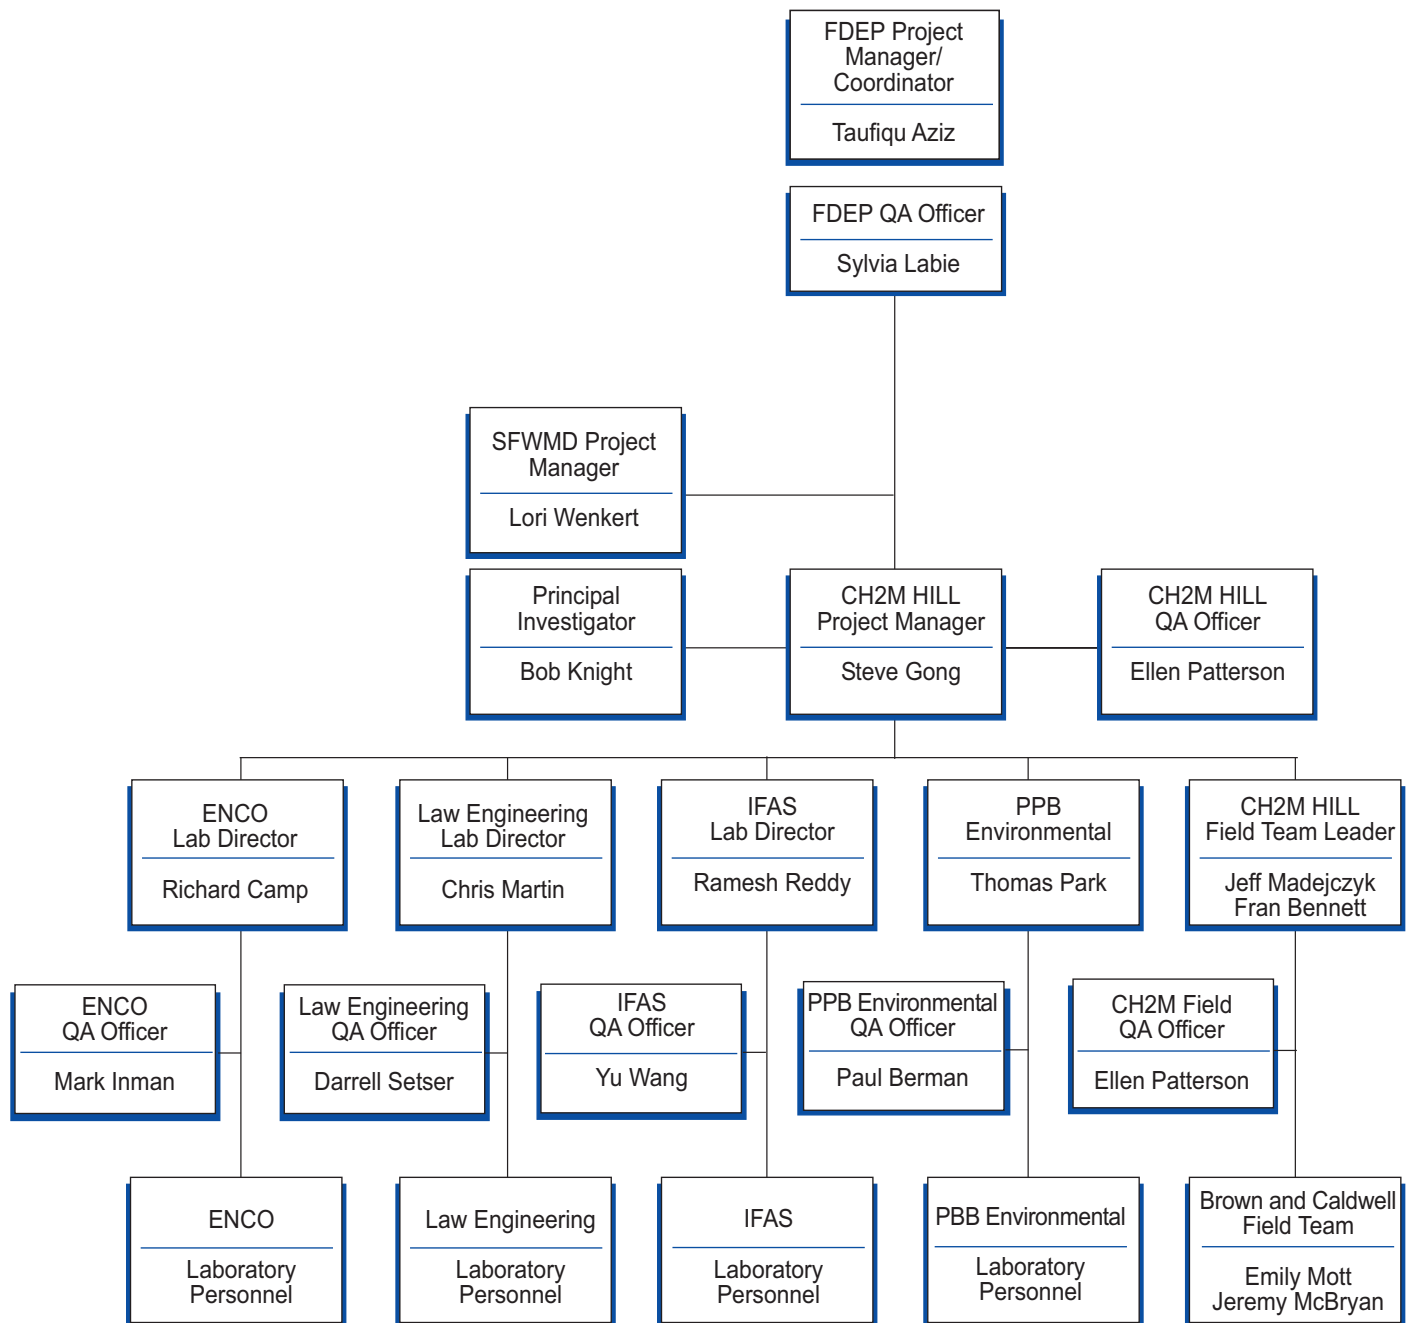 FDEP Project
Manager/
Coordinator
Taufiqu Aziz
FDEP QA Officer
Sylvia Labie
SFWMD Project
Manager
Lori Wenkert
Principal
Investigator
Bob Knight
CH2M HILL
Project Manager
Steve Gong
CH2M HILL
QA Officer
Ellen Patterson
ENCO
Lab Director
Richard Camp
Law Engineering
Lab Director
Chris Martin
IFAS
Lab Director
Ramesh Reddy
PPB
Environmental
Thomas Park
CH2M HILL
Field Team Leader
Jeff Madejczyk
Fran Bennett
ENCO
QA Officer
Mark Inman
Law Engineering
QA Officer
Darrell Setser
IFAS
QA Officer
Yu Wang
PPB Environmental
QA Officer
Paul Berman
CH2M Field
QA Officer
Ellen Patterson
ENCO
Laboratory
Personnel
Law Engineering
Laboratory
Personnel
IFAS
Laboratory
Personnel
PBB Environmental
Laboratory
Personnel
Brown and Caldwell
Field Team
Emily Mott
Jeremy McBryan